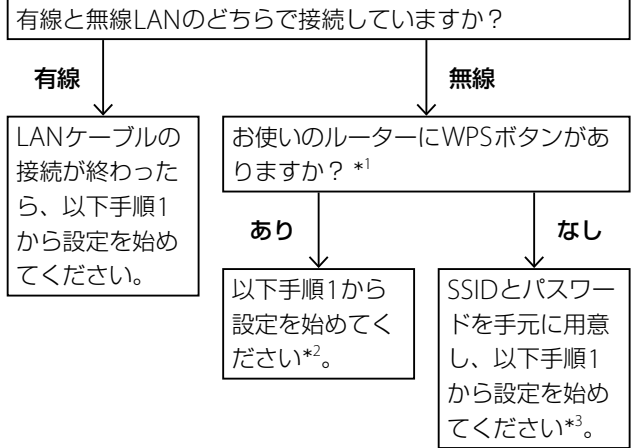 有線と無線LANのどちらで接続していますか？
有線
無線
LANケーブルの
接続が終わった
ら、以下手順1
から設定を始め
てください。
お使いのルーターにWPSボタンがあ
りますか？ *1
あり
なし
以下手順1から
設定を始めてく
ださい*2。
SSIDとパスワー
ドを手元に用意
し、以下手順1
から設定を始め
てください*3。